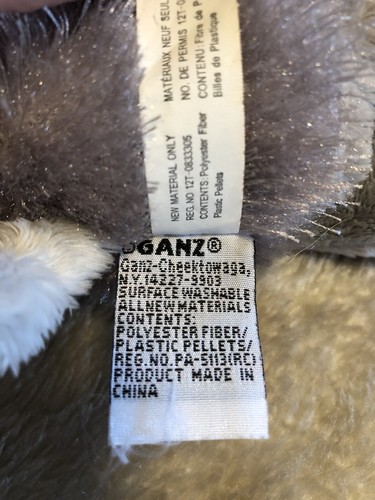 MATÉRIAUX NEUF SEUL
NO. DE PERMIS 12T-0
CONTENU: Fibre de P
Billes de Plastique
NEW MATERIAL ONLY
REG. NO 12T-0833305
CONTENTS: Polyester Fiber
Plastic Pellets
GANZ®
Ganz-Cheektowaga,
N.Y.14227-9903
SURFACE WASHABLE
ALL NEW MATERIALS
CONTENTS:
POLYESTER FIBER/
PLASTIC PELLETS/
REG.NO.PA-5113(RC)
PRODUCT MADE IN
CHINA